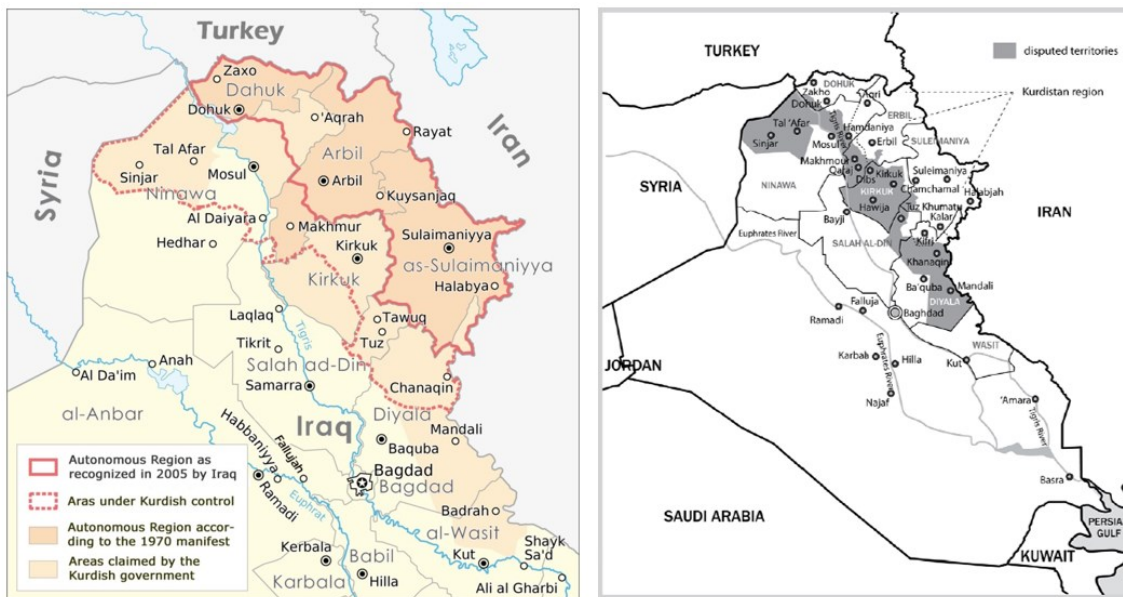 Turkey
Zaxo
Dahuk
Dohuk
'Aqrah
Rayat
Iran
Arbil
Syria
Tal Afar
Sinjar
Mosul
Arbil
Ninawa
Kuysanjaq
Al Daiyara
Makhmur
Sulaimaniyya
Hedhar
Kirkuk
as-Sulaimaniyya
Kirkuk
Halabya
Laqlaq
Tigris
Tawuq
Tuz
Tikrit
Salah ad-Din
Anah
Al Da'im
Samarra
Chanaqin
al-Anbar
Diyala
Iraq
Mandali
Habbaniyya
Fallujah
Baquba
Bagdad
Bagdad
Ramadi
Euphrat
Badrah
al-Wasit
Kerbala
Babil
Kut
Shayk
Sa'd
Karbala
Hilla
Ali al Gharbi
Autonomous Region as
recognized in 2005 by Iraq
Aras under Kurdish control
Autonomous Region accor-
ding to the 1970 manifest
Areas claimed by the
Kurdish government
TURKEY
disputed territories
DOHUK
Zakho
Dohuk
Kurdistan region
ERBIL
Tal 'Afar
Hamdaniya
Sinjar
Mosul
Erbil
SULEIMANIYA
Makhmour
Qaraj
Dibs
Kirkuk
Suleimaniya
SYRIA
NINAWA
KIRKUK
Chamchamal
Halabjah
Hawija
Tuz Khumatu
IRAN
Bayji
Kalar
Euphrates River
SALAH AL-DIN
Kifri
Khanaqin
Ba'quba
Mandali
Falluja
DIYALA
Ramadi
Baghdad
WASIT
Karbala
Hilla
Kut
JORDAN
Euphrates River
Najaf
'Amara
Tigris River
Basra
SAUDI ARABIA
PERSIAN
GULF
KUWAIT